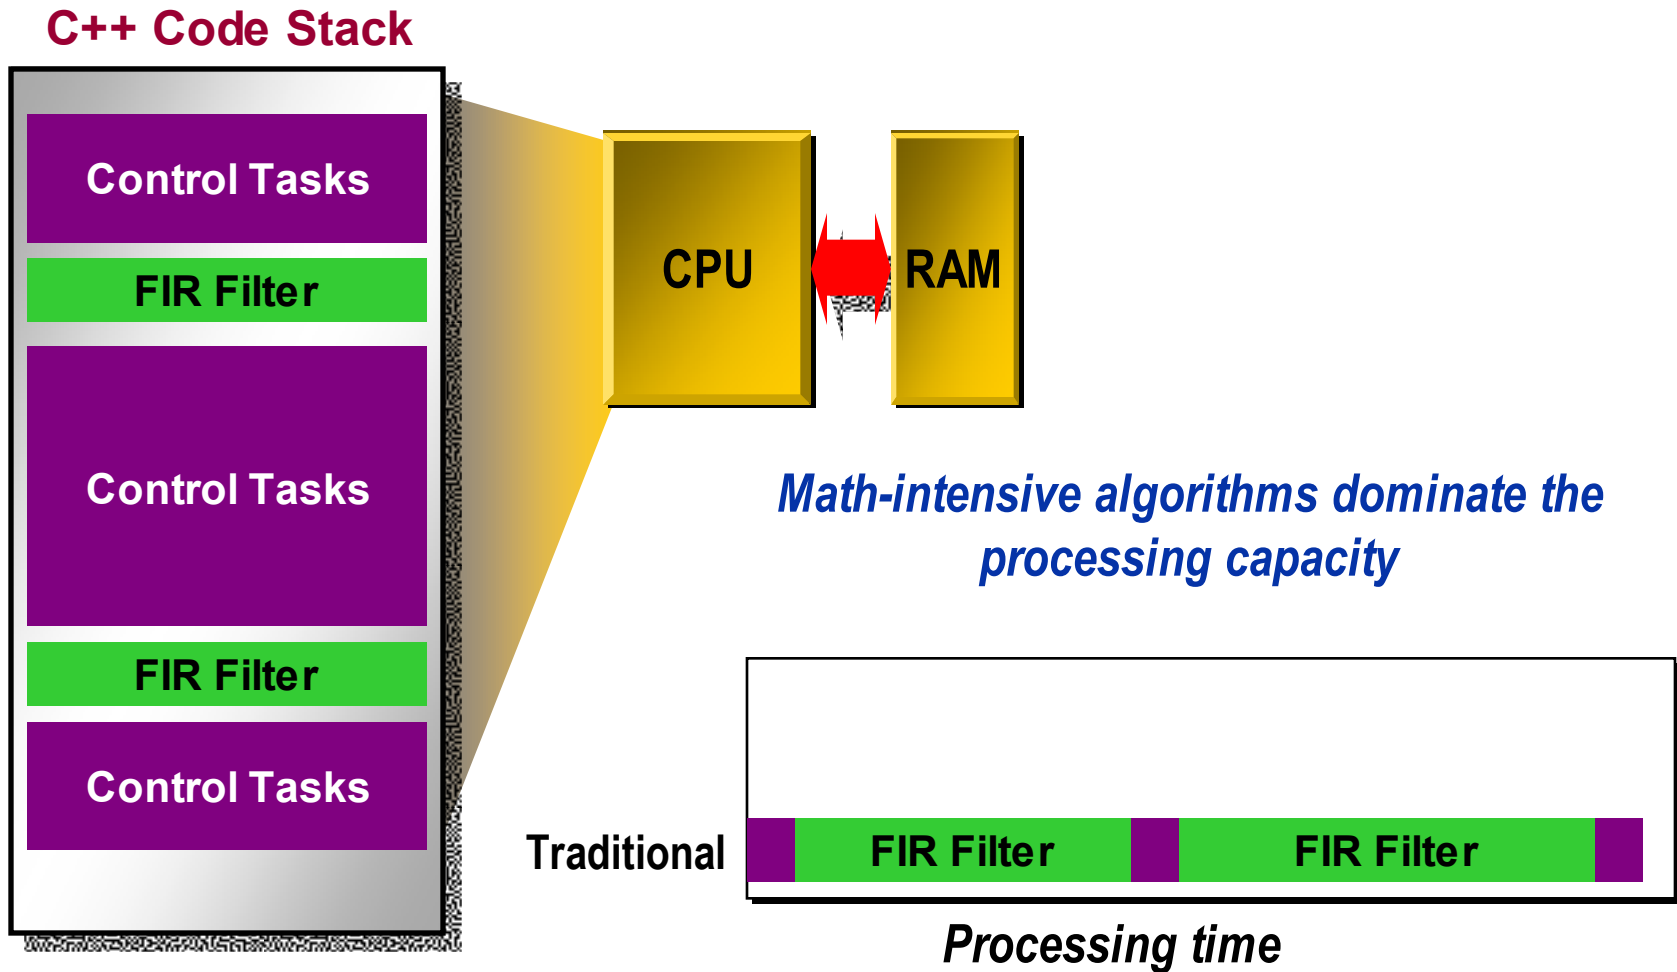 C++ Code Stack
Control Tasks
FIR Filter
Control Tasks
FIR Filter
Control Tasks
CPU
RAM
Math-intensive algorithms dominate the
processing capacity
Traditional
FIR Filter
FIR Filter
Processing time